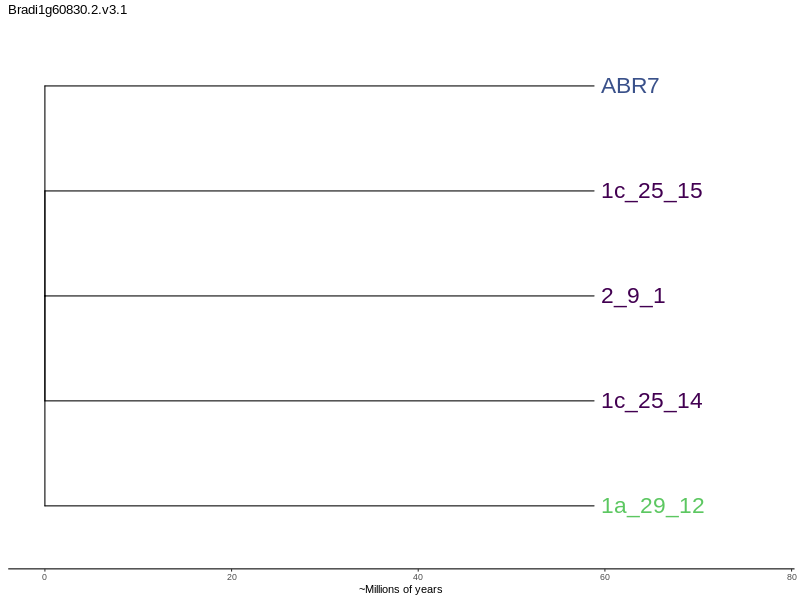 Bradi1g60830.2.v3.1
ABR7
1c_25_15
2_9_1
1c_25_14
1a_29_12
0 20 40 60 80
~Millions of years